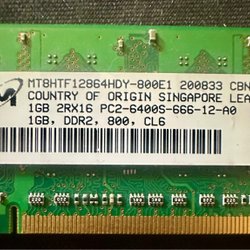 MT8HTF12864HDY-800E1 200833 CBN
COUNTRY OF ORIGIN SINGAPORE LEA
1GB 2RX16 PC2-6400S-666-12-A0
1GB, DDR2, 800, CL6